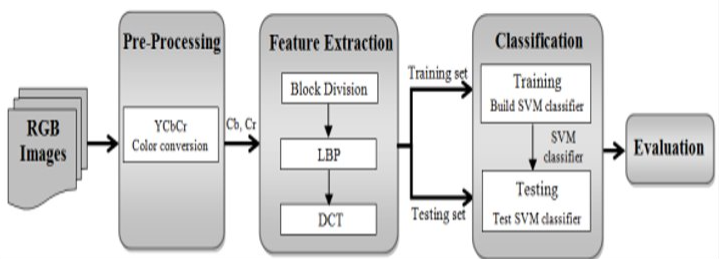 RGB
Images
Pre-Processing
YCbCr
Color conversion
Cb, Cr
Feature Extraction
Block Division
LBP
DCT
Training set
Testing set
Classification
Training
Build SVM classifier
SVM
classifier
Testing
Test SVM classifier
Evaluation